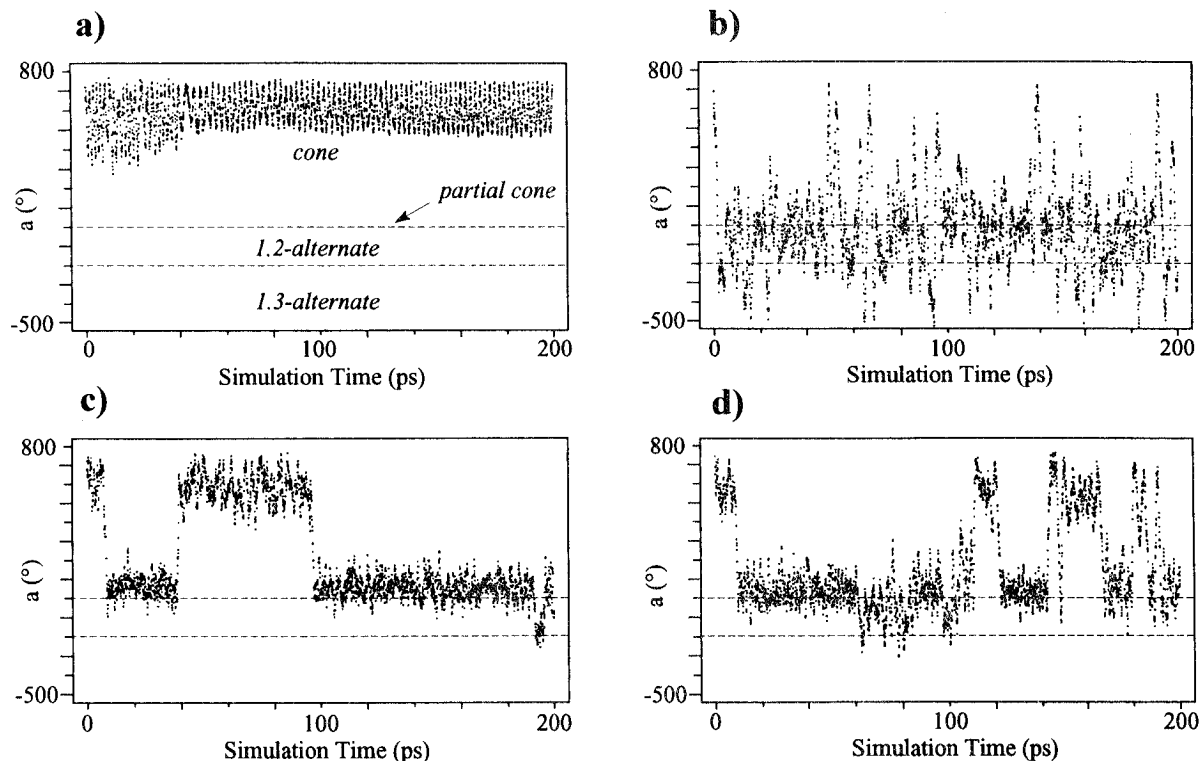 a)
800
cone
partial cone
1.2-alternate
1.3-alternate
a (°)
-500
0
100
200
Simulation Time (ps)
b)
800
a (°)
-500
0
100
200
Simulation Time (ps)
c)
800
a (°)
-500
0
100
200
Simulation Time (ps)
d)
800
a (°)
-500
0
100
200
Simulation Time (ps)